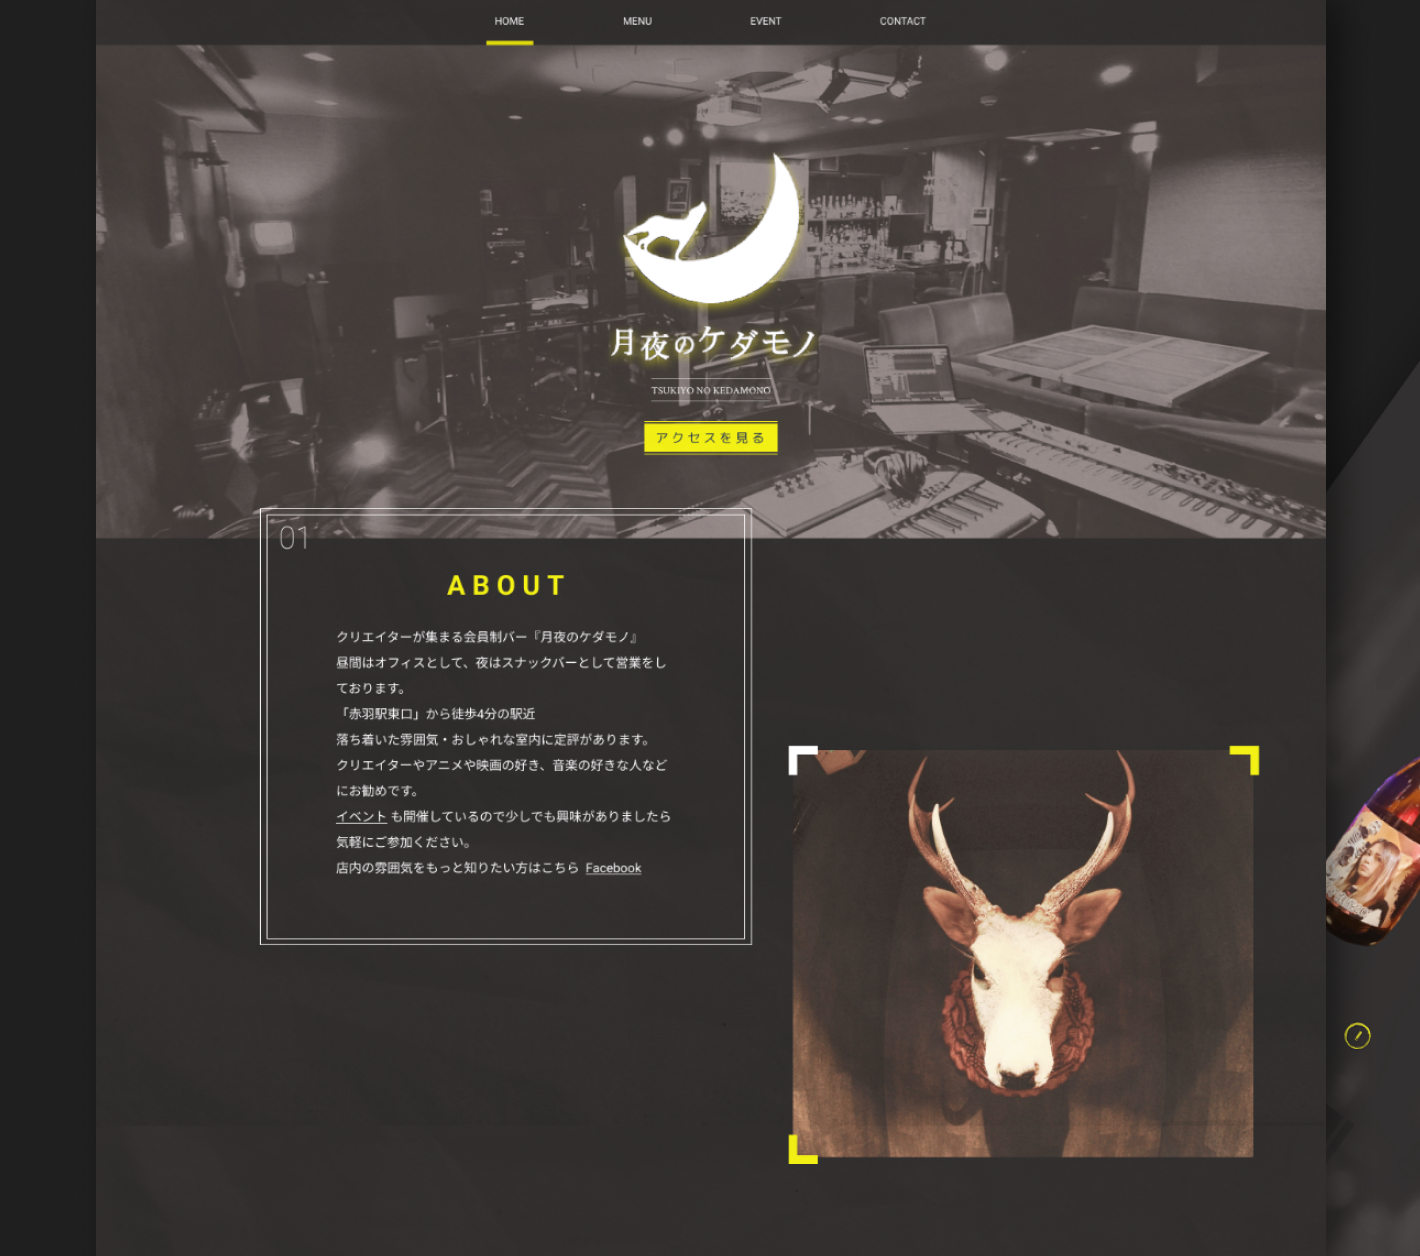 HOME
MENU
EVENT
CONTACT
月夜のケダモノ
TSUKIYO NO KEDAMONO
アクセスを見る
01
ABOUT
クリエイターが集まる会員制バー『月夜のケダモノ』
昼間はオフィスとして、夜はスナックバーとして営業をし
ております。
「赤羽駅東口」から徒歩4分の駅近
落ち着いた雰囲気・おしゃれな室内に定評があります。
クリエイターやアニメや映画の好き、音楽の好きな人など
にお勧めです。
イベント も開催しているので少しでも興味がありましたら
気軽にご参加ください。
店内の雰囲気をもっと知りたい方はこちら Facebook